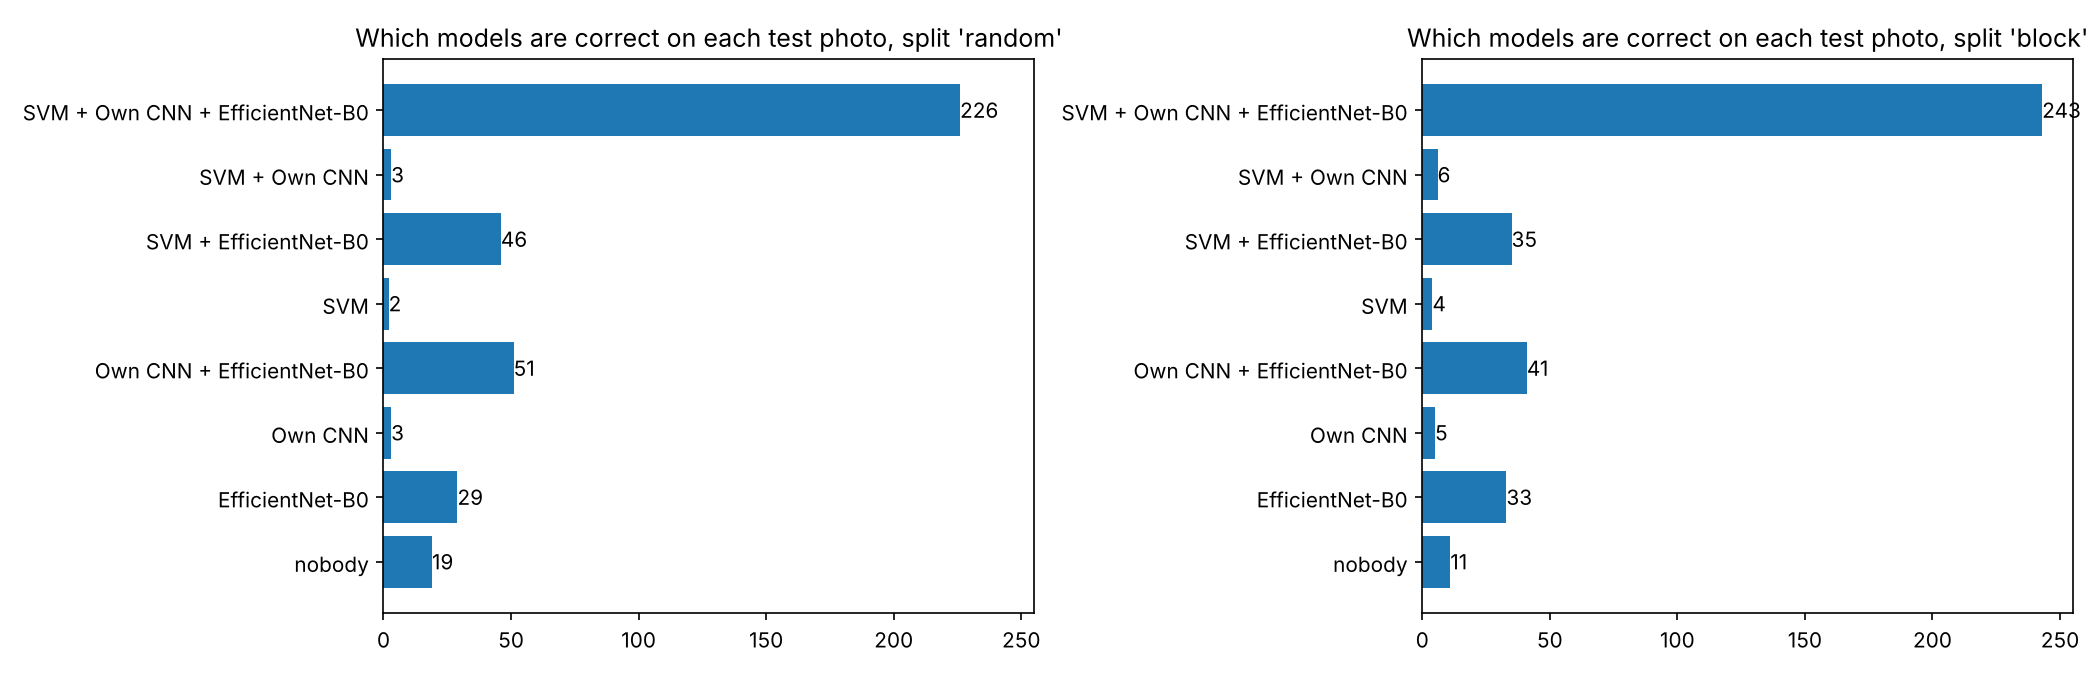 Which models are correct on each test photo, split 'random'
SVM + Own CNN + EfficientNet-B0
226
SVM + Own CNN
3
SVM + EfficientNet-B0
46
SVM
2
Own CNN + EfficientNet-B0
51
Own CNN
3
EfficientNet-B0
29
nobody
19
0 50 100 150 200 250
Which models are correct on each test photo, split 'block'
SVM + Own CNN + EfficientNet-B0
243
SVM + Own CNN
6
SVM + EfficientNet-B0
35
SVM
4
Own CNN + EfficientNet-B0
41
Own CNN
5
EfficientNet-B0
33
nobody
11
0 50 100 150 200 250